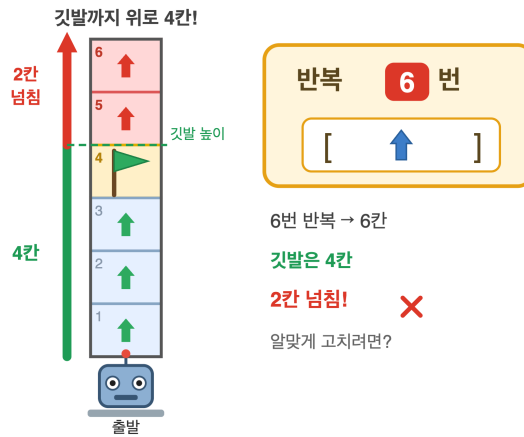 깃발까지 위로 4칸!
2칸
넘침
4칸
6
5
4
3
2
1
깃발 높이
출발
반복 6 번
[ ]
6번 반복 → 6칸
깃발은 4칸
2칸 넘침!
알맞게 고치려면?